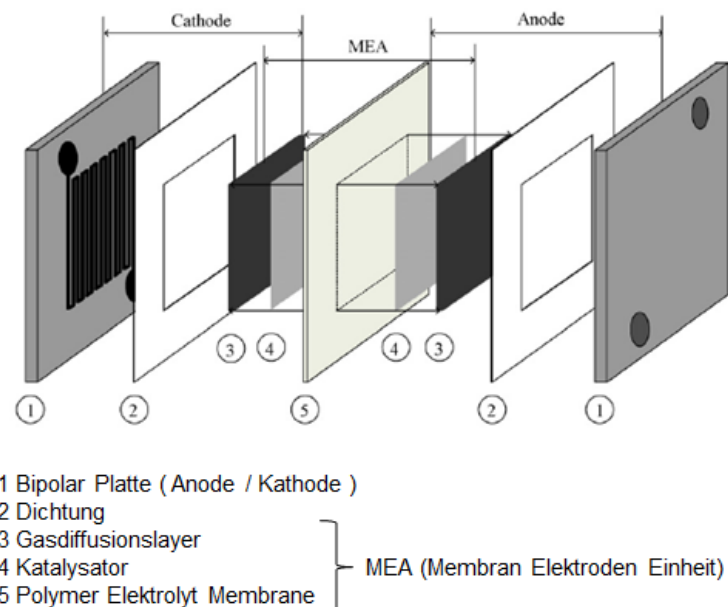 Cathode
Anode
MEA
3 4 4 3
1 2 5 2 1
1 Bipolar Platte ( Anode / Kathode )
2 Dichtung
3 Gasdiffusionslayer
4 Katalysator
MEA (Membran Elektroden Einheit)
5 Polymer Elektrolyt Membrane